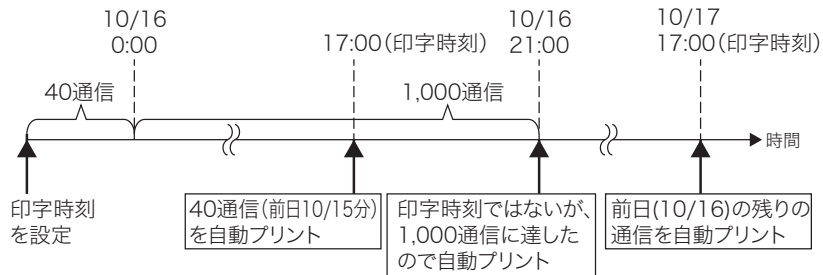 10/16
0:00
17:00(印字時刻)
10/16
21:00
10/17
17:00(印字時刻)
40通信
1,000通信
時間
印字時刻
を設定
40通信(前日10/15分)
を自動プリント
印字時刻ではないが、
1,000通信に達した
ので自動プリント
前日(10/16)の残りの
通信を自動プリント